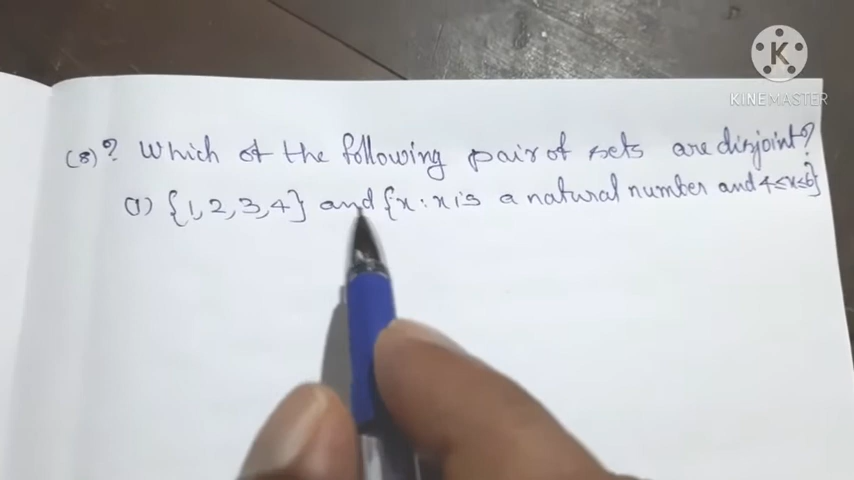 (8)? Which of the following pair of sets are disjoint?
(1) {1, 2, 3, 4} and {x : x is a natural number and 4≤x≤6}
K
KINEMASTER